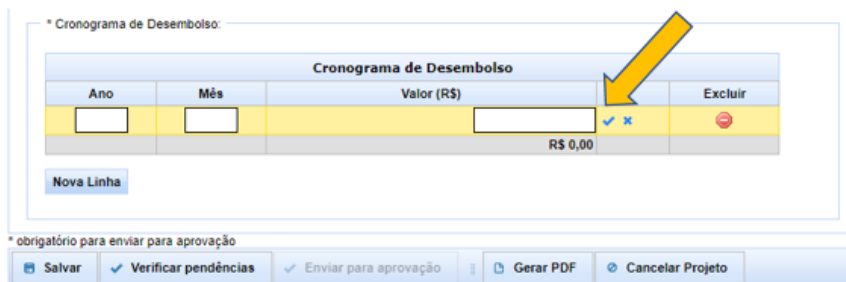 * Cronograma de Desembolso:
Cronograma de Desembolso
Ano Mês Valor (R$) Excluir
R$ 0,00
Nova Linha
* obrigatório para enviar para aprovação
Salvar Verificar pendências Enviar para aprovação Gerar PDF Cancelar Projeto